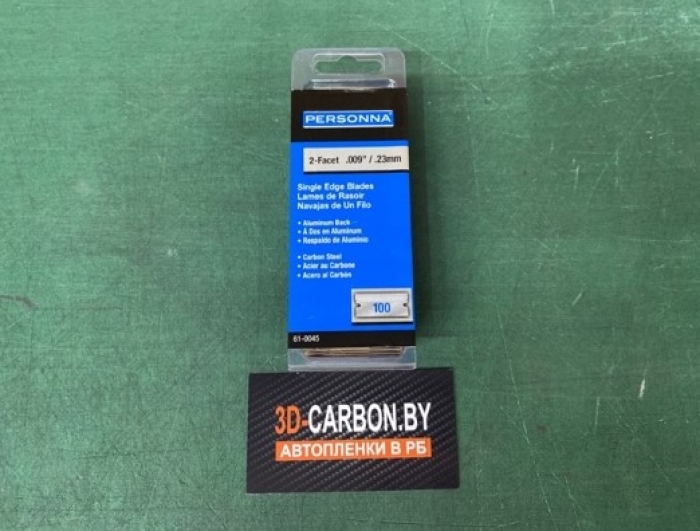 PERSONNA
2-Facet .009" / .23mm
Single Edge Blades
Lames de Rasoir
Navajas de Un Filo
• Aluminum Back
• À Dos en Aluminum
• Respaldo de Aluminio
• Carbon Steel
• Acier au Carbone
• Acero al Carbón
100
61-0045
3D-CARBON.BY
АВТОПЛЕНКИ В РБ